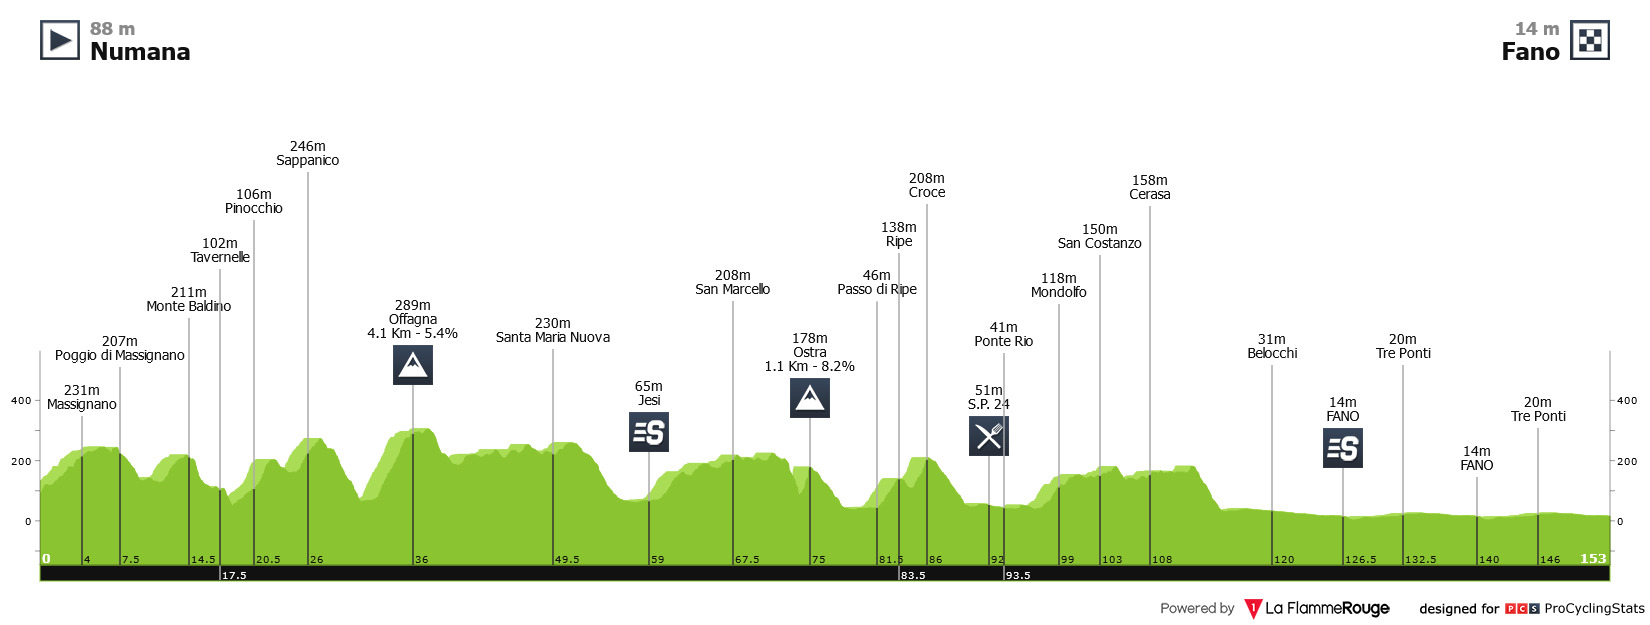 88 m
Numana
14 m
Fano
246m
Sappanico
208m
Croce
158m
Cerasa
106m
Pinocchio
138m
Ripe
150m
San Costanzo
102m
Tavernelle
208m
San Marcello
46m
Passo di Ripe
118m
Mondolfo
211m
Monte Baldino
289m
Offagna
4.1 Km - 5.4%
230m
Santa Maria Nuova
41m
Ponte Rio
207m
Poggio di Massignano
178m
Ostra
1.1 Km - 8.2%
31m
Belocchi
20m
Tre Ponti
231m
Massignano
65m
Jesi
S
51m
S.P. 24
14m
FANO
S
20m
Tre Ponti
14m
FANO
400
200
0
400
200
0
0 4 7.5 14.5 20.5 26 36 49.5 59 67.5 75 81.5 86 92 99 103 108 120 126.5 132.5 140 146 153
17.5 83.5 93.5
Powered by 1 La FlammeRouge designed for PCS ProCyclingStats